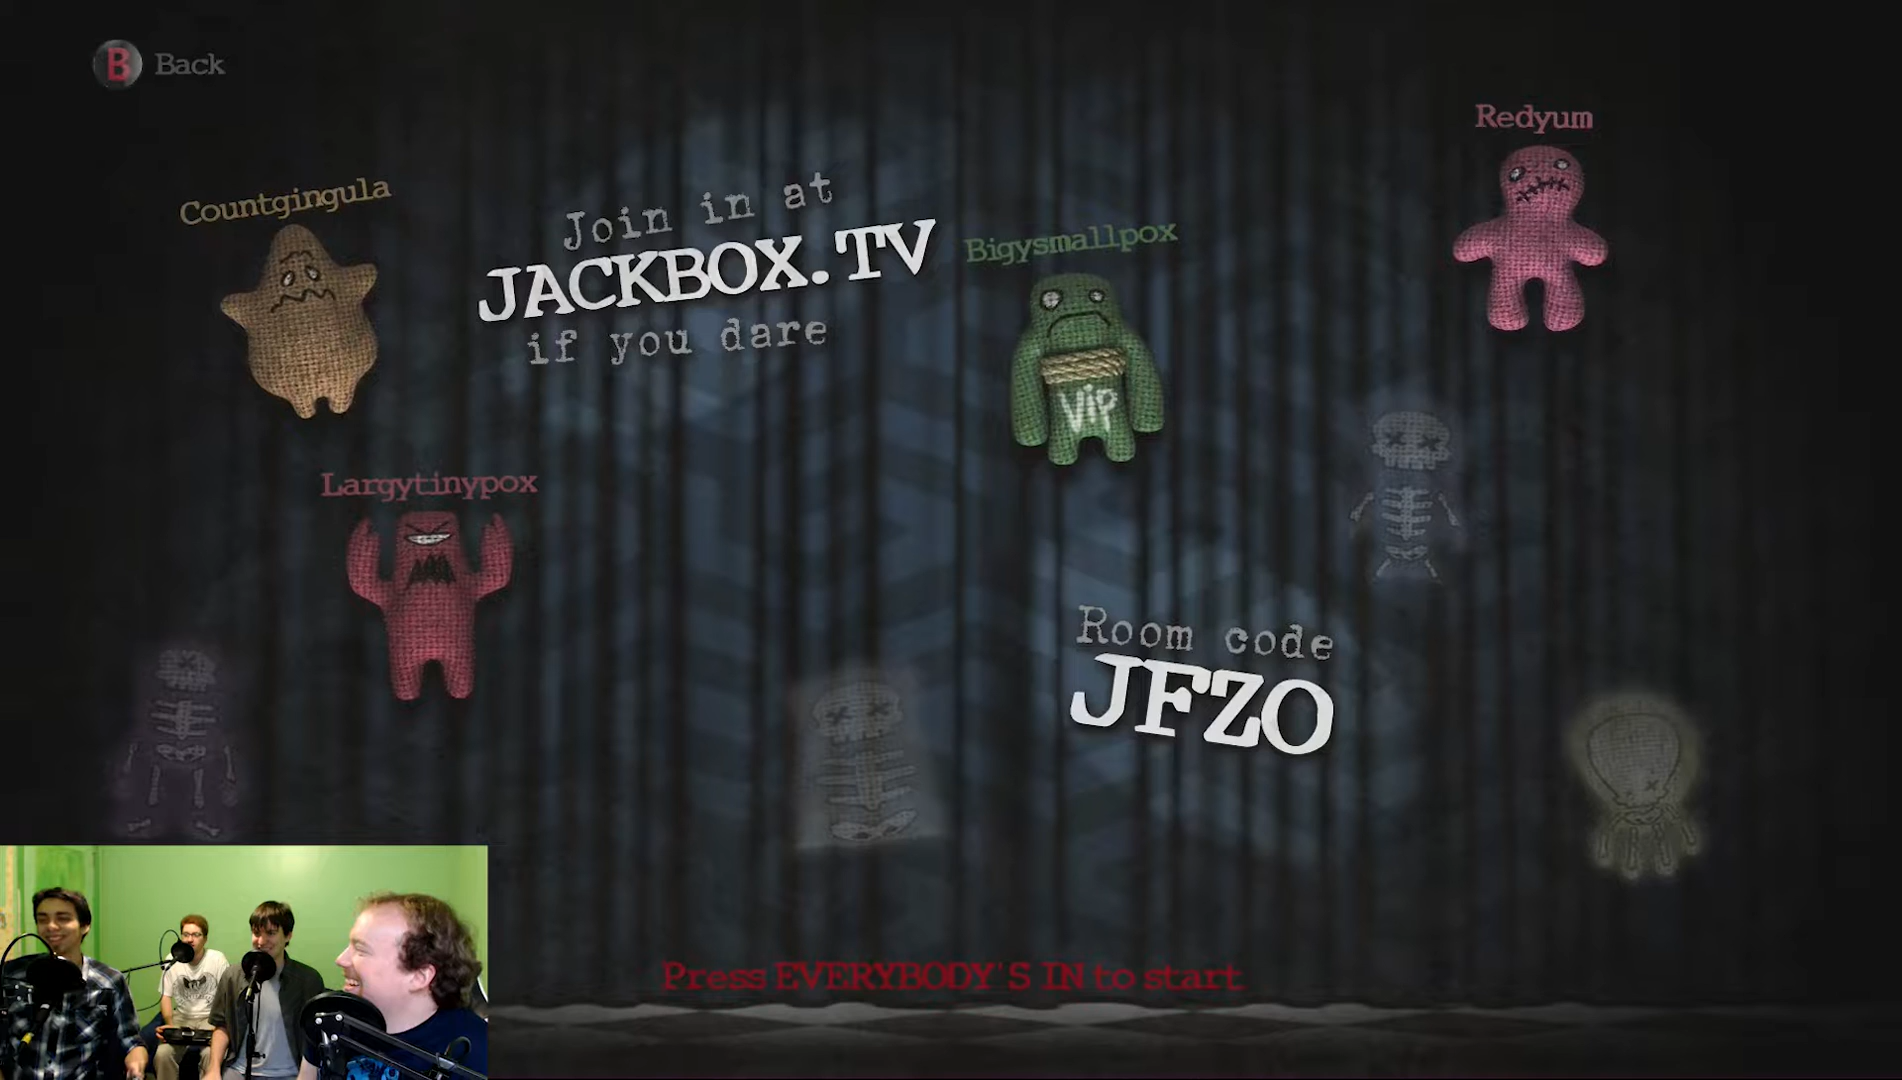 B Back
Redyum
Countgingula
Join in at
JACKBOX.TV
if you dare
Bigysmallpox
VIP
Largytinypox
Room code
JFZO
Press EVERYBODY'S IN to start